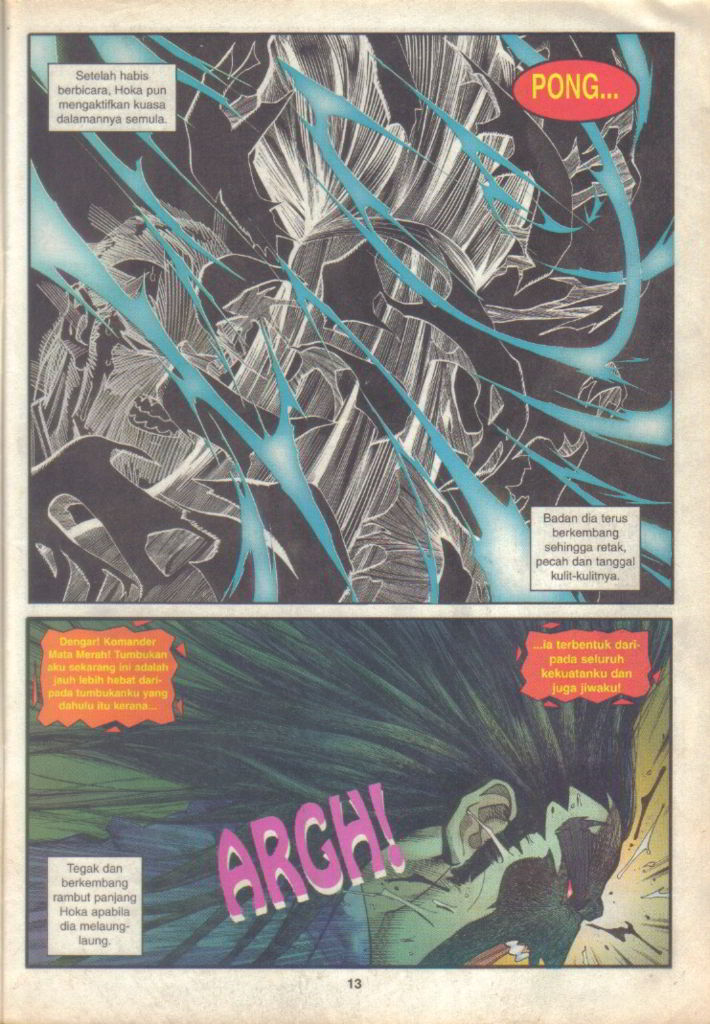 Setelah habis
berbicara, Hoka pun
mengaktifkan kuasa
dalamannya semula.
PONG...
Badan dia terus
berkembang
sehingga retak,
pecah dan tanggal
kulit-kulitnya.
Dengar! Komander
Mata Merah! Tumbukan
aku sekarang ini adalah
jauh lebih hebat dari-
pada tumbukanku yang
dahulu itu kerana...
...Ia terbentuk dari-
pada seluruh
kekuatanku dan
juga jiwaku!
ARGH!
Tegak dan
berkembang
rambut panjang
Hoka apabila
dia melaung-
laung.
13